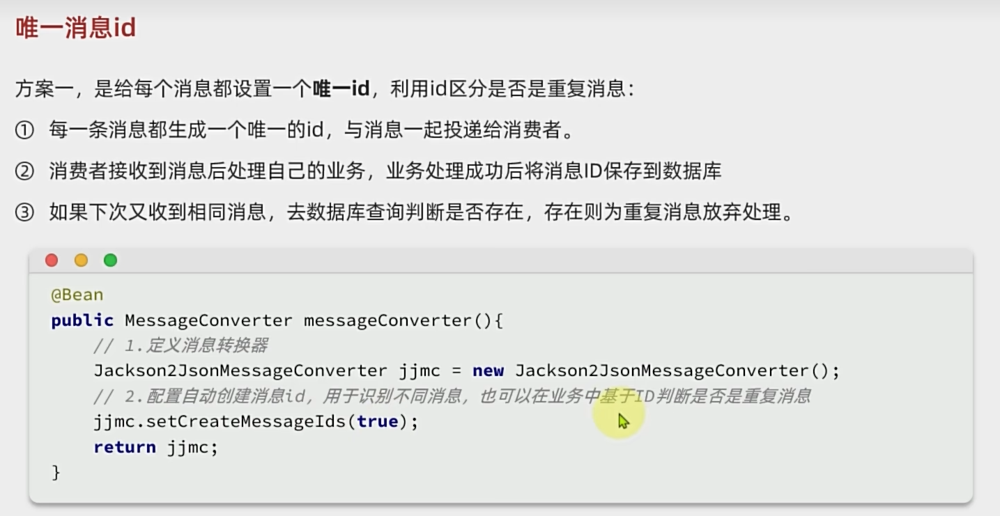 唯一消息id
方案一，是给每个消息都设置一个唯一id，利用id区分是否是重复消息：
① 每一条消息都生成一个唯一的id，与消息一起投递给消费者。
② 消费者接收到消息后处理自己的业务，业务处理成功后将消息ID保存到数据库
③ 如果下次又收到相同消息，去数据库查询判断是否存在，存在则为重复消息放弃处理。
@Bean
public MessageConverter messageConverter(){
    // 1.定义消息转换器
    Jackson2JsonMessageConverter jjmc = new Jackson2JsonMessageConverter();
    // 2.配置自动创建消息id，用于识别不同消息，也可以在业务中基于ID判断是否是重复消息
    jjmc.setCreateMessageIds(true);
    return jjmc;
}